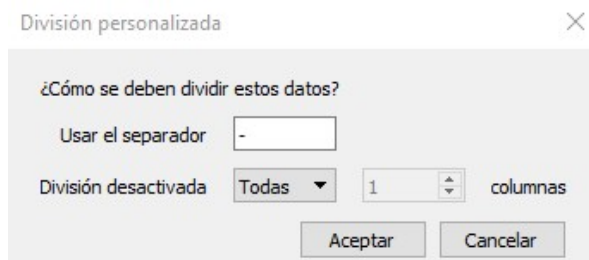 División personalizada
¿Cómo se deben dividir estos datos?
Usar el separador -
División desactivada Todas 1 columnas
Aceptar Cancelar